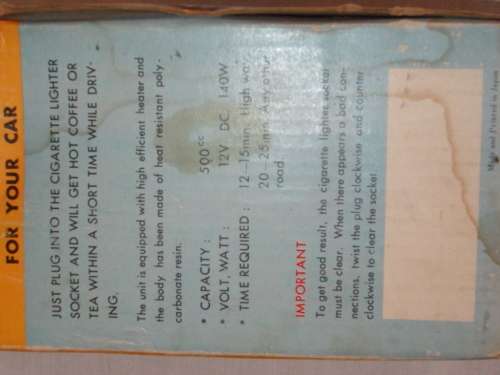 FOR YOUR CAR
JUST PLUG INTO THE CIGARETTE LIGHTER
SOCKET AND WILL GET HOT COFFEE OR
TEA WITHIN A SHORT TIME WHILE DRIV-
ING.
The unit is equipped with high efficient heater and
the body has been made of heat resistant poly-
carbonate resin.
* CAPACITY : 500cc
* VOLT, WATT : 12V DC. 140W
* TIME REQUIRED : 12—15min. High way
20—25min. Any other
road
IMPORTANT
To get good result, the cigarette lighter socket
must be clear. When there appears a bad con-
nections, twist the plug clockwise and counter
clockwise to clear the socket.
Made and Printed in Japan